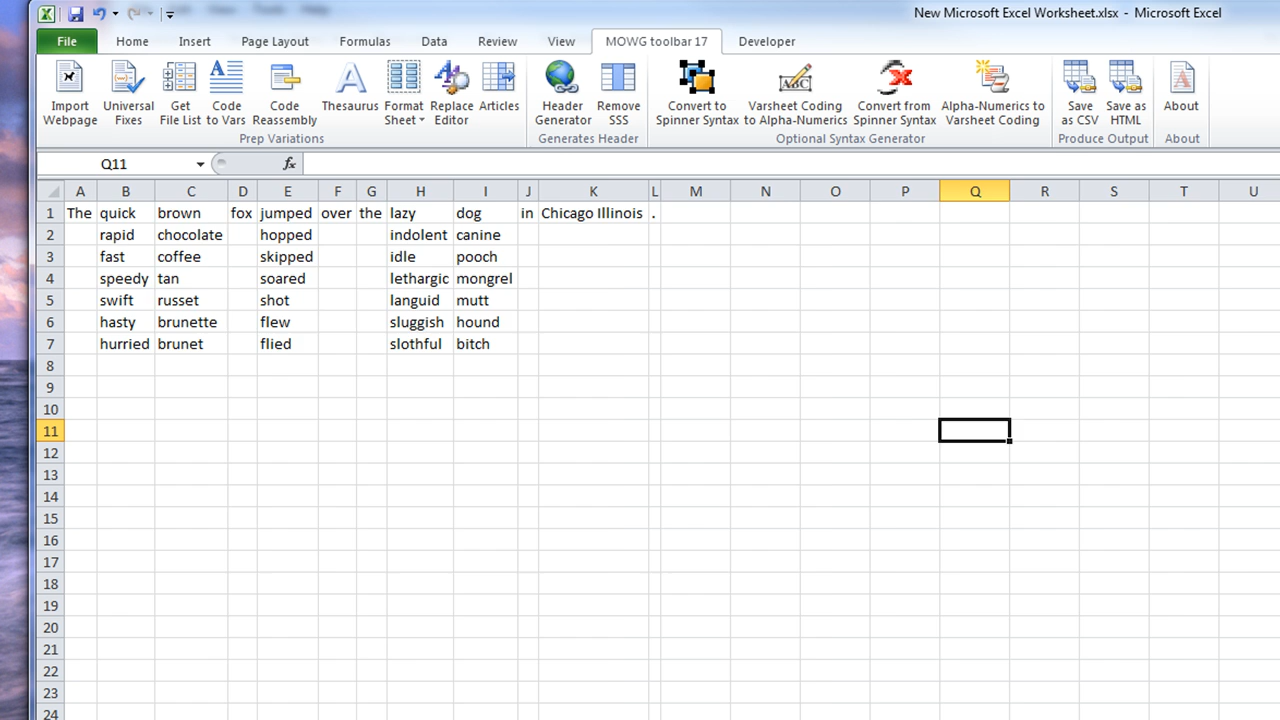 New Microsoft Excel Worksheet.xlsx - Microsoft Excel
File Home Insert Page Layout Formulas Data Review View MOWG toolbar 17 Developer
Import Webpage
Universal Fixes
Get File List
Code to Vars
Code Reassembly
Thesaurus
Format Sheet
Replace Editor
Articles
Header Generator
Remove SSS
Convert to Spinner Syntax
Varsheet Coding to Alpha-Numerics
Convert from Spinner Syntax
Alpha-Numerics to Varsheet Coding
Save as CSV
Save as HTML
About
Prep Variations Generates Header Optional Syntax Generator Produce Output About
Q11 fx
A B C D E F G H I J K L M N O P Q R S T U
1 The quick brown fox jumped over the lazy dog in Chicago Illinois .
2 rapid chocolate hopped indolent canine
3 fast coffee skipped idle pooch
4 speedy tan soared lethargic mongrel
5 swift russet shot languid mutt
6 hasty brunette flew sluggish hound
7 hurried brunet flied slothful bitch
8
9
10
11
12
13
14
15
16
17
18
19
20
21
22
23
24